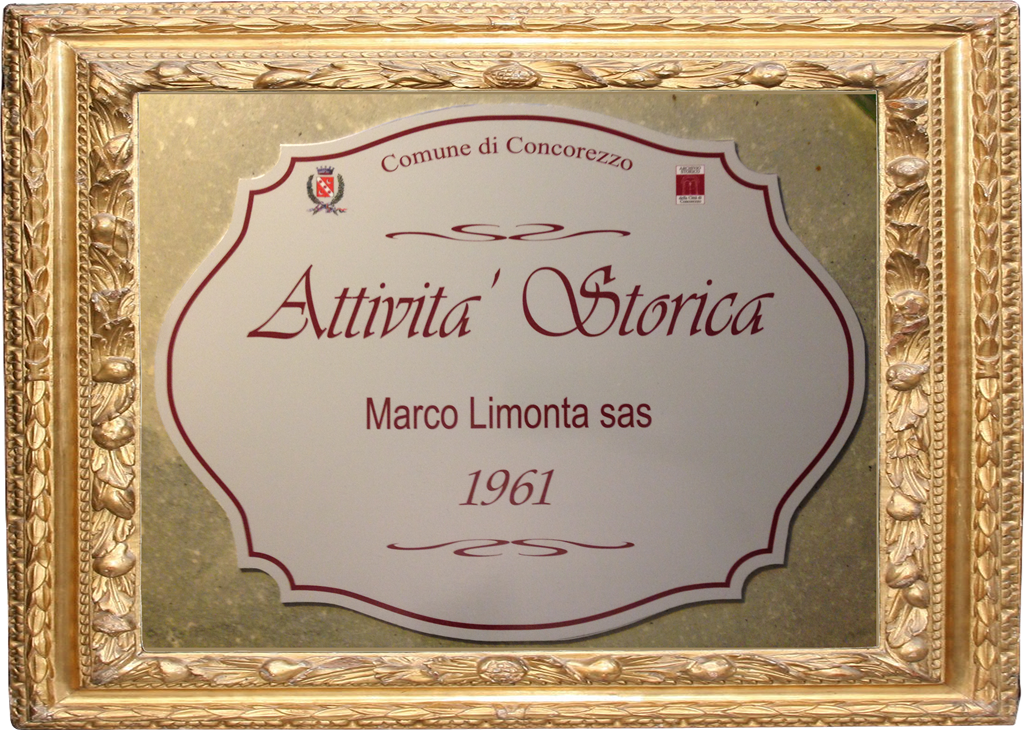 Comune di Concorezzo
Attivita' Storica
Marco Limonta sas
1961